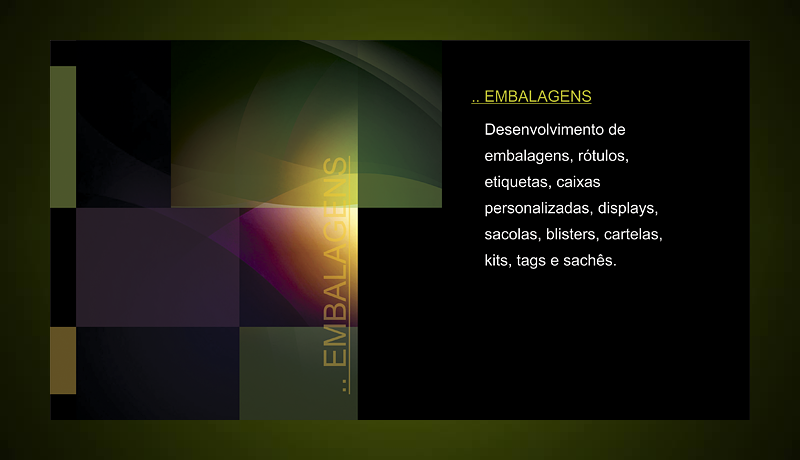 .. EMBALAGENS
.. EMBALAGENS
Desenvolvimento de
embalagens, rótulos,
etiquetas, caixas
personalizadas, displays,
sacolas, blisters, cartelas,
kits, tags e sachês.